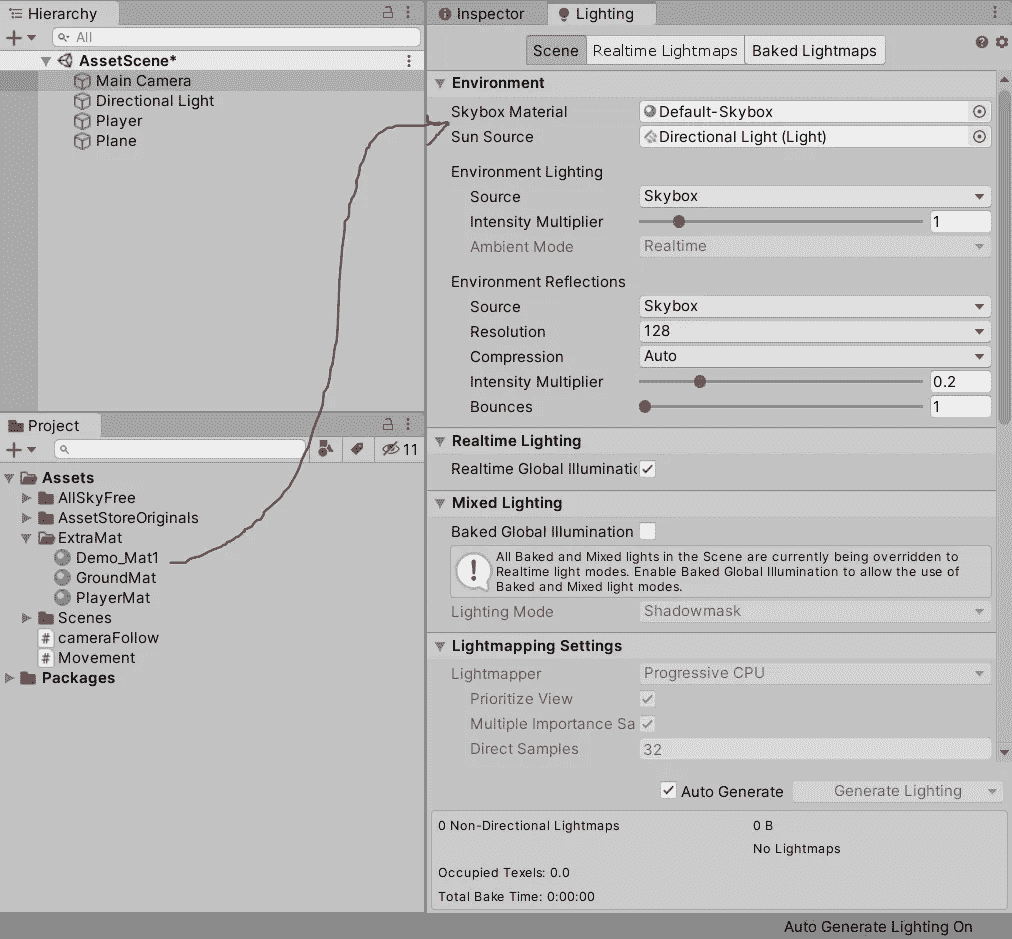 Hierarchy
All
AssetScene*
Main Camera
Directional Light
Player
Plane
Project
11
Assets
AllSkyFree
AssetStoreOriginals
ExtraMat
Demo_Mat1
GroundMat
PlayerMat
Scenes
# cameraFollow
# Movement
Packages
Inspector Lighting
Scene Realtime Lightmaps Baked Lightmaps
Environment
Skybox Material Default-Skybox
Sun Source Directional Light (Light)
Environment Lighting
Source Skybox
Intensity Multiplier 1
Ambient Mode Realtime
Environment Reflections
Source Skybox
Resolution 128
Compression Auto
Intensity Multiplier 0.2
Bounces 1
Realtime Lighting
Realtime Global Illuminatic
Mixed Lighting
Baked Global Illumination
All Baked and Mixed lights in the Scene are currently being overridden to
Realtime light modes. Enable Baked Global Illumination to allow the use of
Baked and Mixed light modes.
Lighting Mode Shadowmask
Lightmapping Settings
Lightmapper Progressive CPU
Prioritize View
Multiple Importance Sa
Direct Samples 32
Auto Generate Generate Lighting
0 Non-Directional Lightmaps 0 B
No Lightmaps
Occupied Texels: 0.0
Total Bake Time: 0:00:00
Auto Generate Lighting On